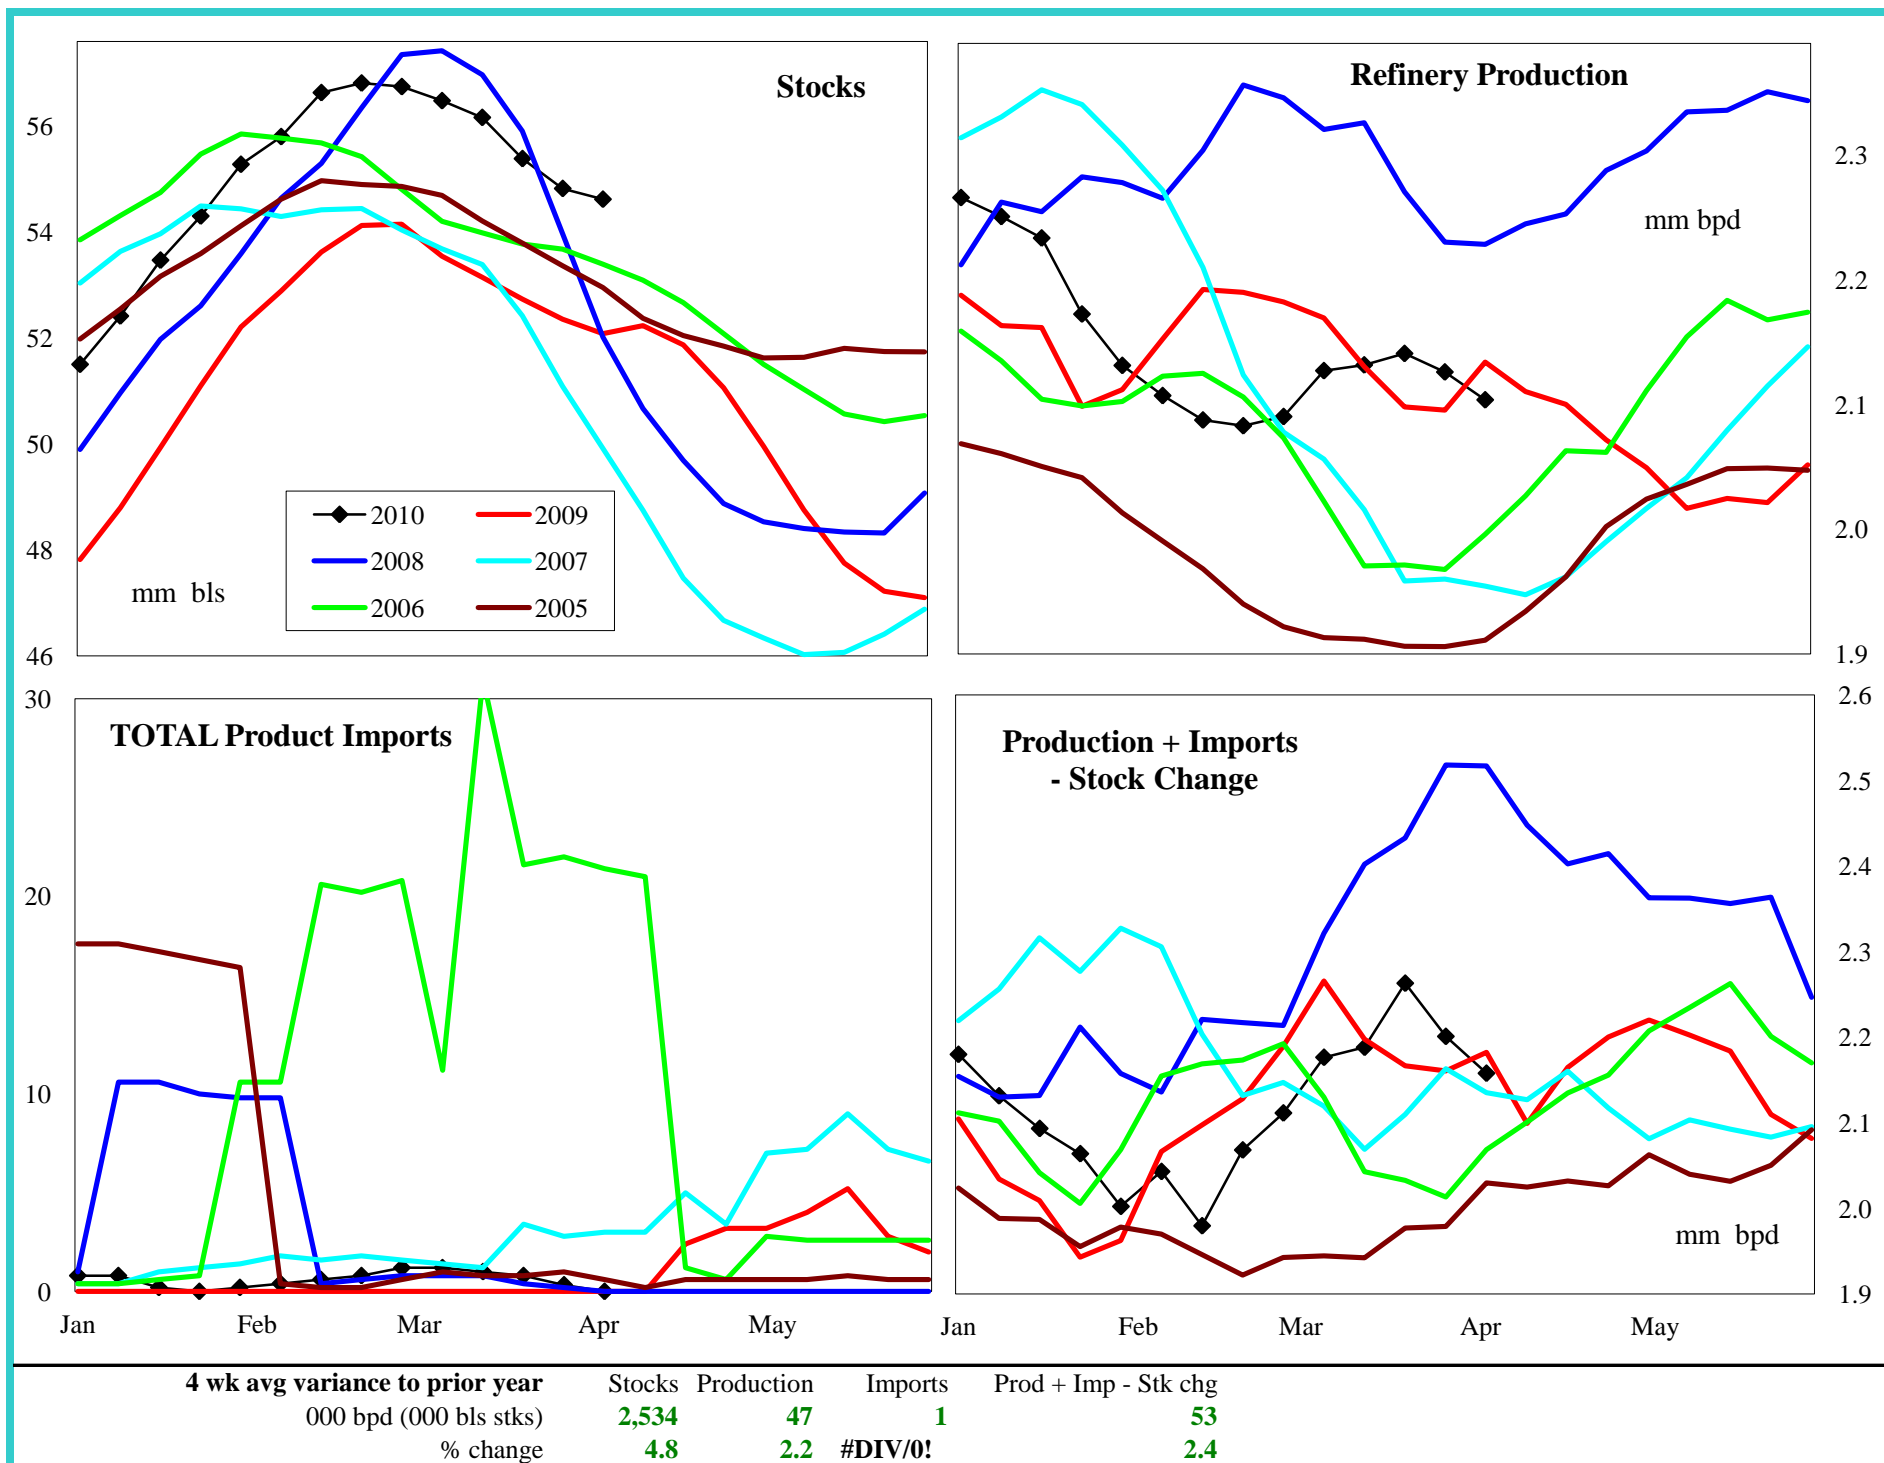 Stocks
56
54
52
50
48
46
mm bls
2010 2009
2008 2007
2006 2005
Refinery Production
mm bpd
2.3
2.2
2.1
2.0
1.9
TOTAL Product Imports
30
20
10
0
Jan Feb Mar Apr May
Production + Imports
- Stock Change
2.6
2.5
2.4
2.3
2.2
2.1
2.0
1.9
mm bpd
Jan Feb Mar Apr May
4 wk avg variance to prior year Stocks Production Imports Prod + Imp - Stk chg
000 bpd (000 bls stks) 2,534 47 1 53
% change 4.8 2.2 #DIV/0! 2.4